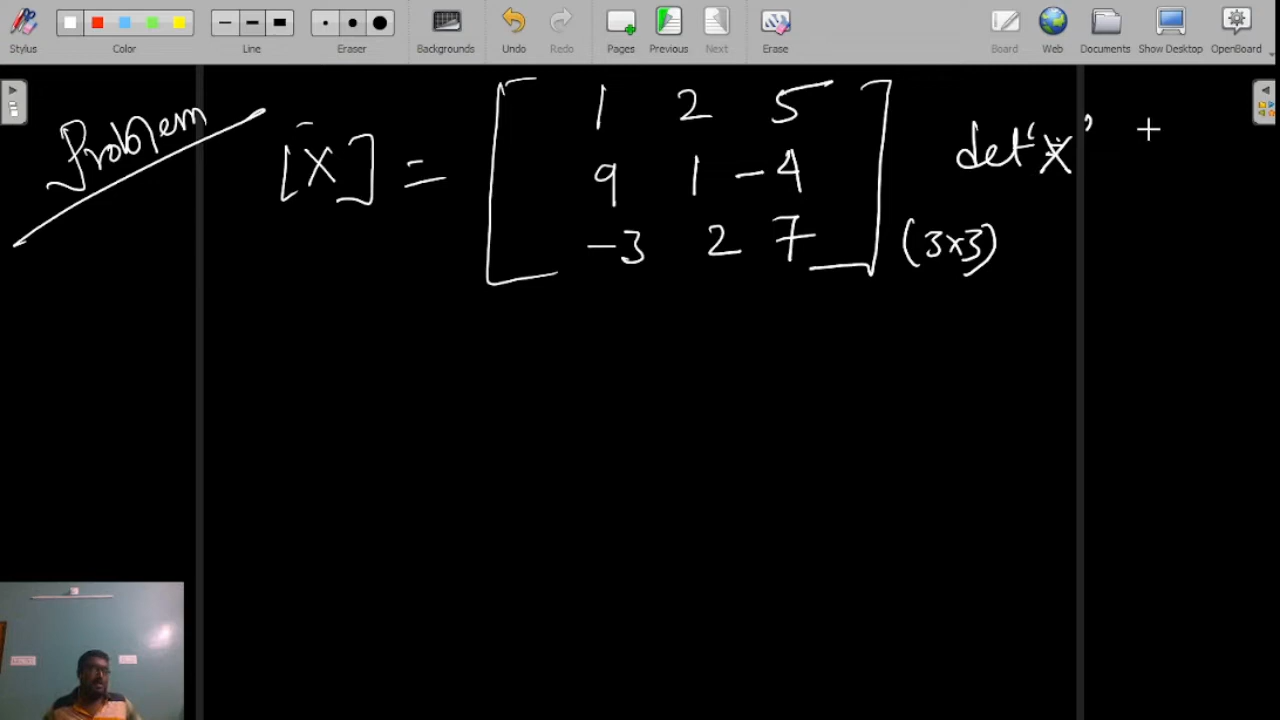 Stylus Color Line Eraser Backgrounds Undo Redo Pages Previous Next Erase Board Web Documents Show Desktop OpenBoard
Problem
[X] = [ 1 2 5
9 1 -4
-3 2 7 ] (3x3)
det 'X' +